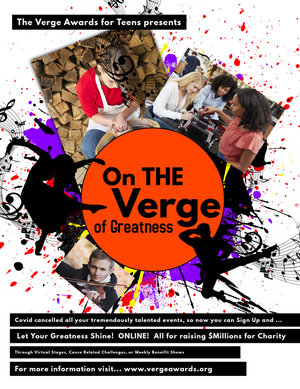 The Verge Awards for Teens presents
On THE
Verge
of Greatness
Covid cancelled all your tremendously talented events, so now you can Sign Up and ...
Let Your Greatness Shine! ONLINE! All for raising $Millions for Charity
Through Virtual Stages, Cause Related Challenges, or Weekly Benefit Shows
For more information visit... www.vergeawards.org